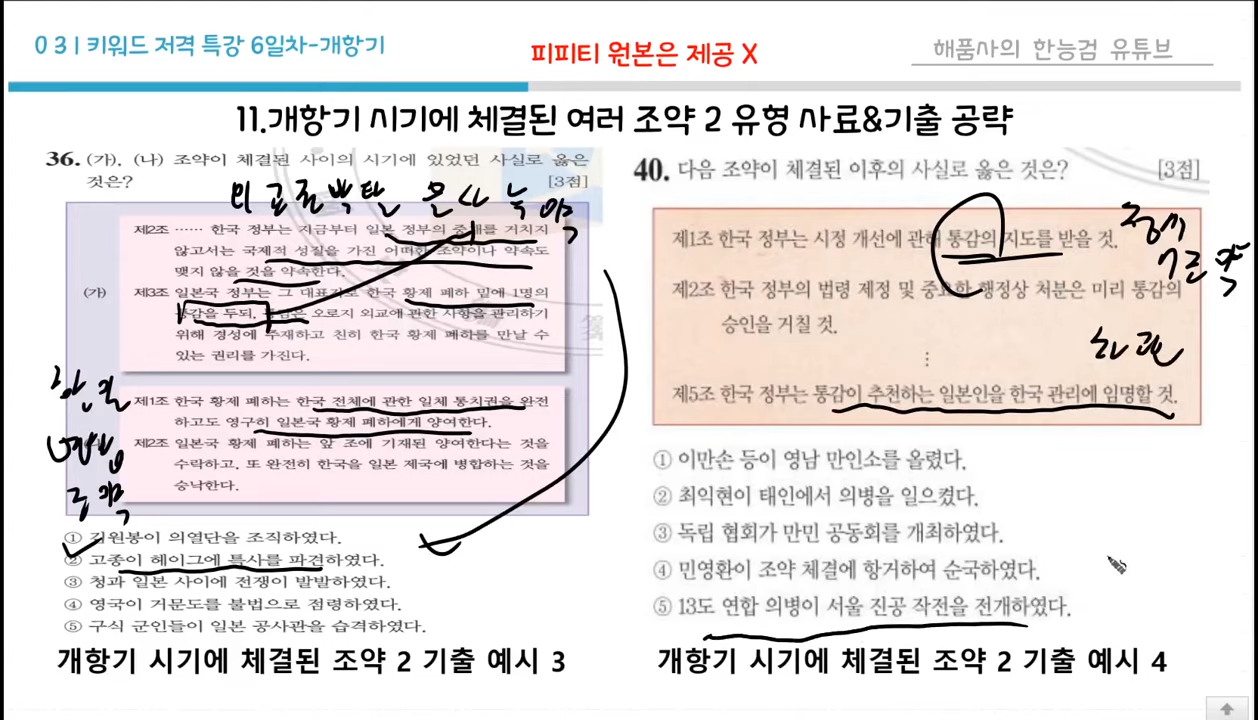 03 | 키워드 저격 특강 6일차-개항기
피피티 원본은 제공 X
해품사의 한능검 유튜브
11.개항기 시기에 체결된 여러 조약 2 유형 사료&기출 공략
36. (가), (나) 조약이 체결된 사이의 시기에 있었던 사실로 옳은
것은? [3점]
외교권박탈 을사늑약
제2조 …… 한국 정부는 지금부터 일본 정부의 중개를 거치지
않고서는 국제적 성질을 가진 어떠한 조약이나 약속도
맺지 않을 것을 약속한다.
(가) 제3조 일본국 정부는 그 대표자로 한국 황제 폐하 밑에 1명의
통감을 두되, 통감은 오로지 외교에 관한 사항을 관리하기
위해 경성에 주재하고 친히 한국 황제 폐하를 만날 수
있는 권리를 가진다.
한일
병합
조약
제1조 한국 황제 폐하는 한국 전체에 관한 일체 통치권을 완전
하고도 영구히 일본국 황제 폐하에게 양여한다.
제2조 일본국 황제 폐하는 앞 조에 기재된 양여한다는 것을
수락하고, 또 완전히 한국을 일본 제국에 병합하는 것을
승낙한다.
① 김원봉이 의열단을 조직하였다.
② 고종이 헤이그에 특사를 파견하였다.
③ 청과 일본 사이에 전쟁이 발발하였다.
④ 영국이 거문도를 불법으로 점령하였다.
⑤ 구식 군인들이 일본 공사관을 습격하였다.
개항기 시기에 체결된 조약 2 기출 예시 3
40. 다음 조약이 체결된 이후의 사실로 옳은 것은? [3점]
제1조 한국 정부는 시정 개선에 관해 통감의 지도를 받을 것.
정미
7조약
제2조 한국 정부의 법령 제정 및 중요한 행정상 처분은 미리 통감의
승인을 거칠 것.
⋮
차관
제5조 한국 정부는 통감이 추천하는 일본인을 한국 관리에 임명할 것.
① 이만손 등이 영남 만인소를 올렸다.
② 최익현이 태인에서 의병을 일으켰다.
③ 독립 협회가 만민 공동회를 개최하였다.
④ 민영환이 조약 체결에 항거하여 순국하였다.
⑤ 13도 연합 의병이 서울 진공 작전을 전개하였다.
개항기 시기에 체결된 조약 2 기출 예시 4